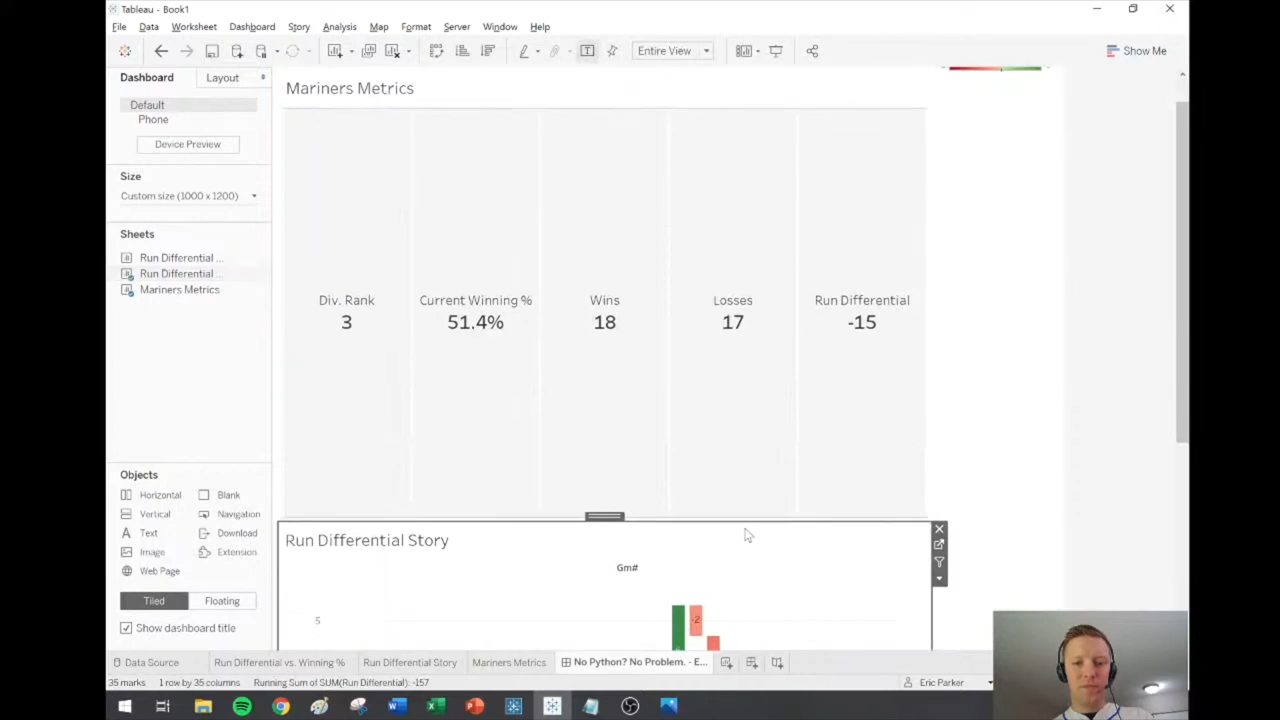 Tableau - Book1
File Data Worksheet Dashboard Story Analysis Map Format Server Window Help
Entire View
Show Me
Dashboard Layout
Default
Phone
Device Preview
Size
Custom size (1000 x 1200)
Sheets
Run Differential ...
Run Differential ...
Mariners Metrics
Objects
Horizontal Blank
Vertical Navigation
Text Download
Image Extension
Web Page
Tiled Floating
Show dashboard title
Mariners Metrics
Div. Rank Current Winning % Wins Losses Run Differential
3 51.4% 18 17 -15
Run Differential Story
Gm#
5
-2
Data Source Run Differential vs. Winning % Run Differential Story Mariners Metrics No Python? No Problem. - E...
35 marks 1 row by 35 columns Running Sum of SUM(Run Differential): -157 Eric Parker